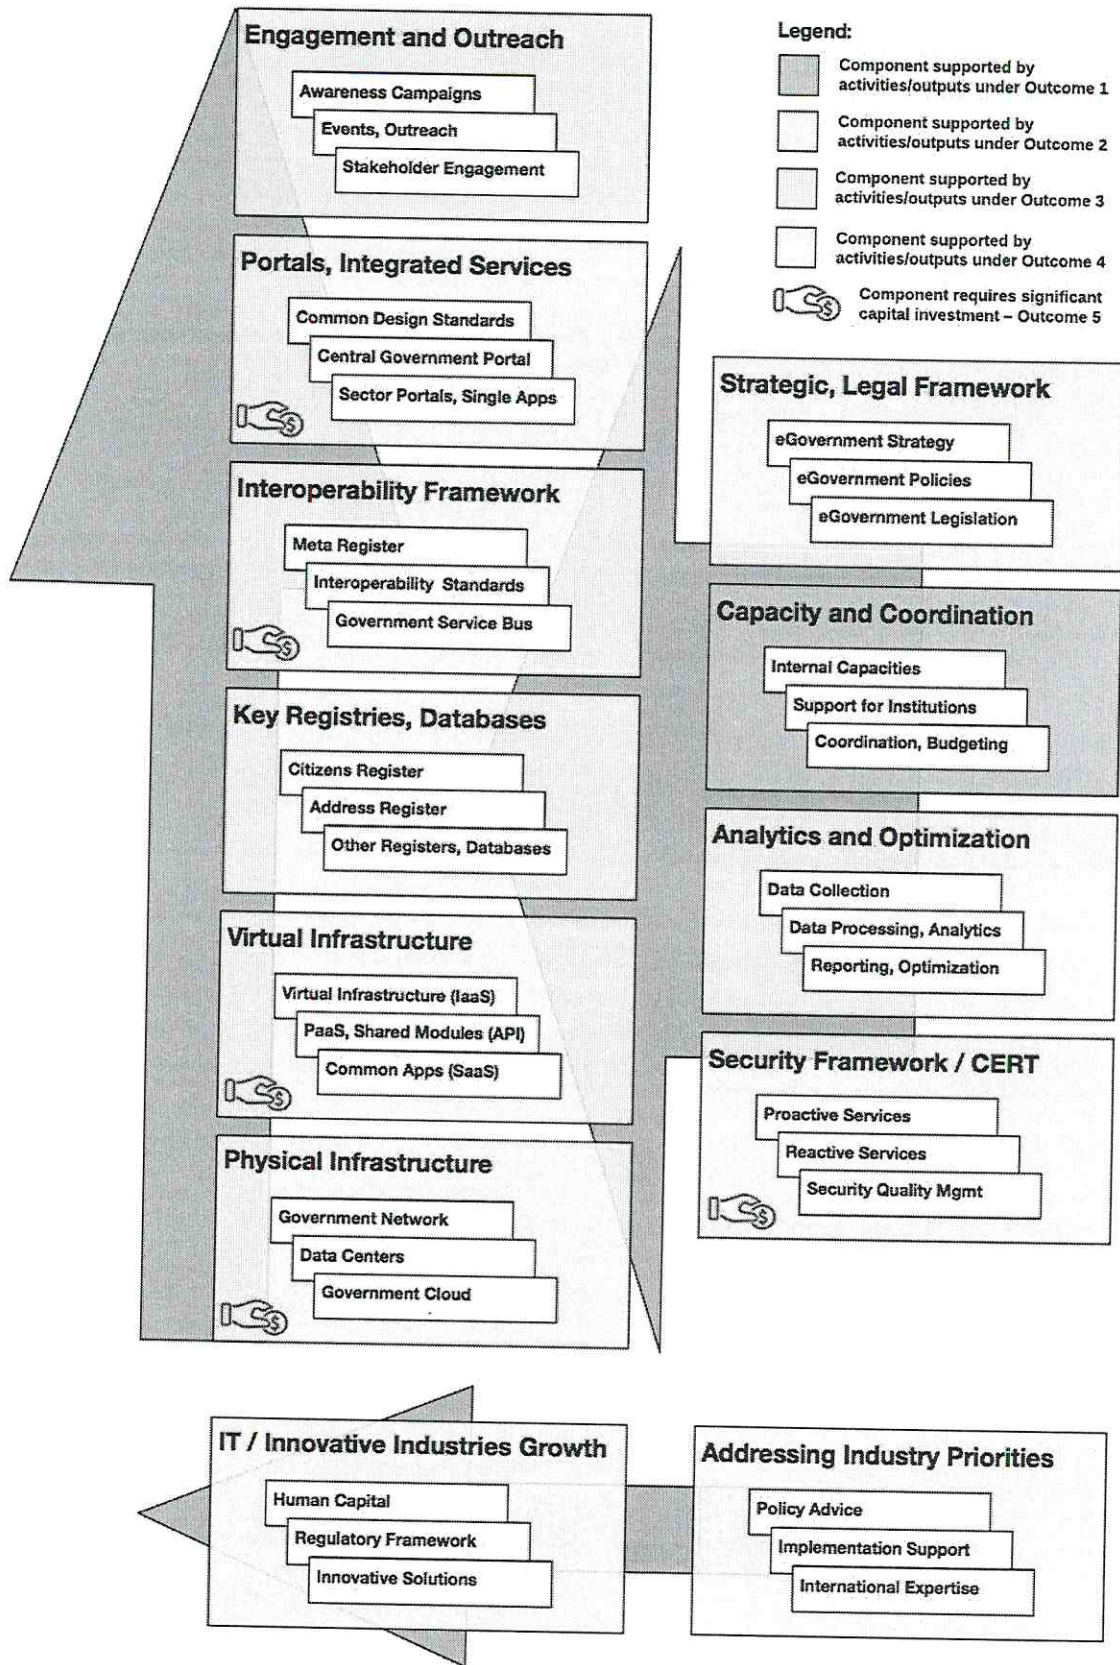 Engagement and Outreach
Awareness Campaigns
Events, Outreach
Stakeholder Engagement
Legend:
Component supported by
activities/outputs under Outcome 1
Component supported by
activities/outputs under Outcome 2
Component supported by
activities/outputs under Outcome 3
Component supported by
activities/outputs under Outcome 4
Component requires significant
capital investment – Outcome 5
Portals, Integrated Services
Common Design Standards
Central Government Portal
Sector Portals, Single Apps
Interoperability Framework
Meta Register
Interoperability Standards
Government Service Bus
Key Registries, Databases
Citizens Register
Address Register
Other Registers, Databases
Virtual Infrastructure
Virtual Infrastructure (IaaS)
PaaS, Shared Modules (API)
Common Apps (SaaS)
Physical Infrastructure
Government Network
Data Centers
Government Cloud
Strategic, Legal Framework
eGovernment Strategy
eGovernment Policies
eGovernment Legislation
Capacity and Coordination
Internal Capacities
Support for Institutions
Coordination, Budgeting
Analytics and Optimization
Data Collection
Data Processing, Analytics
Reporting, Optimization
Security Framework / CERT
Proactive Services
Reactive Services
Security Quality Mgmt
IT / Innovative Industries Growth
Human Capital
Regulatory Framework
Innovative Solutions
Addressing Industry Priorities
Policy Advice
Implementation Support
International Expertise